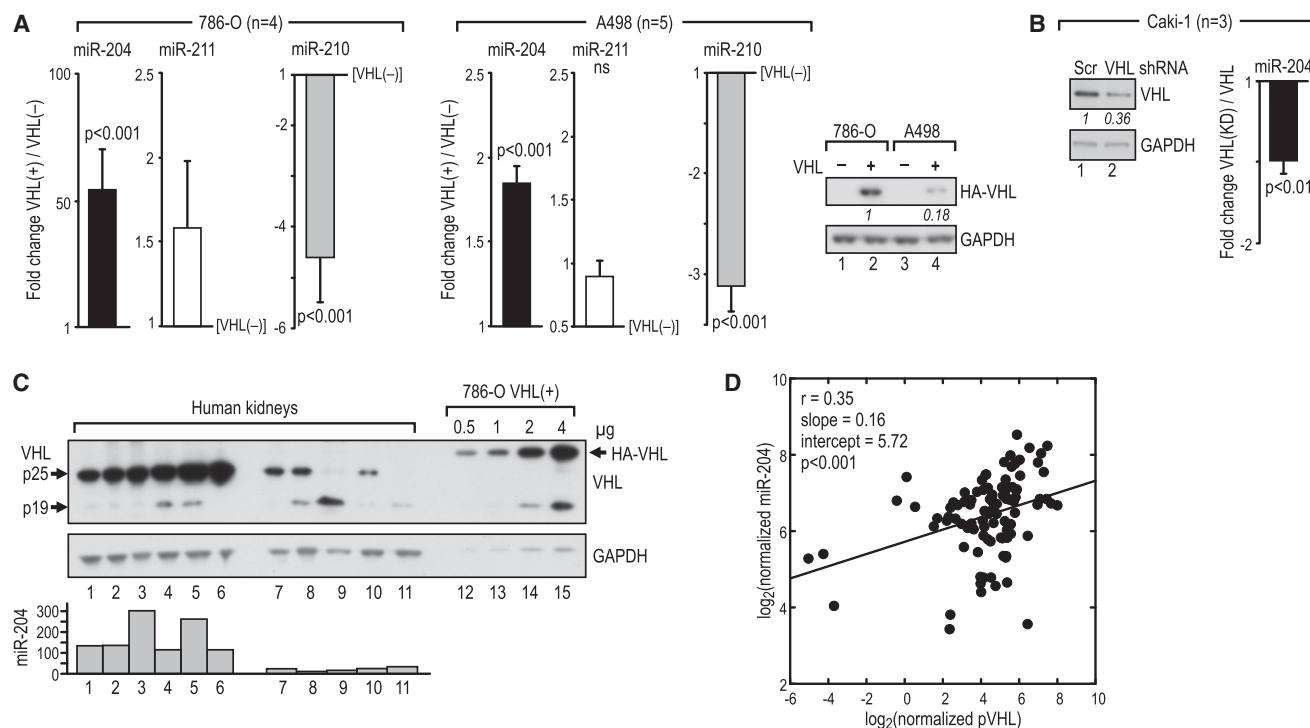 A
786-O (n=4)
miR-204
miR-211
miR-210
Fold change VHL(+) / VHL(–)
100
50
1
p<0.001
2.5
2
1.5
1
[VHL(–)]
1
-2
-4
-6
[VHL(–)]
p<0.001
A498 (n=5)
miR-204
miR-211
ns
miR-210
Fold change VHL(+) / VHL(–)
2.5
2
1.5
1
p<0.001
2.5
2
1.5
1
0.5
[VHL(–)]
1
-2
-3
[VHL(–)]
p<0.001
786-O A498
VHL – + – +
HA-VHL
1 0.18
GAPDH
1 2 3 4
B
Caki-1 (n=3)
Scr VHL shRNA
VHL
1 0.36
GAPDH
1 2
miR-204
Fold change VHL(KD) / VHL
1
-2
p<0.01
C
Human kidneys
786-O VHL(+)
0.5 1 2 4 µg
VHL
p25
p19
HA-VHL
VHL
GAPDH
1 2 3 4 5 6 7 8 9 10 11 12 13 14 15
miR-204
300
200
100
0
1 2 3 4 5 6 7 8 9 10 11
D
r = 0.35
slope = 0.16
intercept = 5.72
p<0.001
log2(normalized miR-204)
10
8
6
4
2
-6 -4 -2 0 2 4 6 8 10
log2(normalized pVHL)